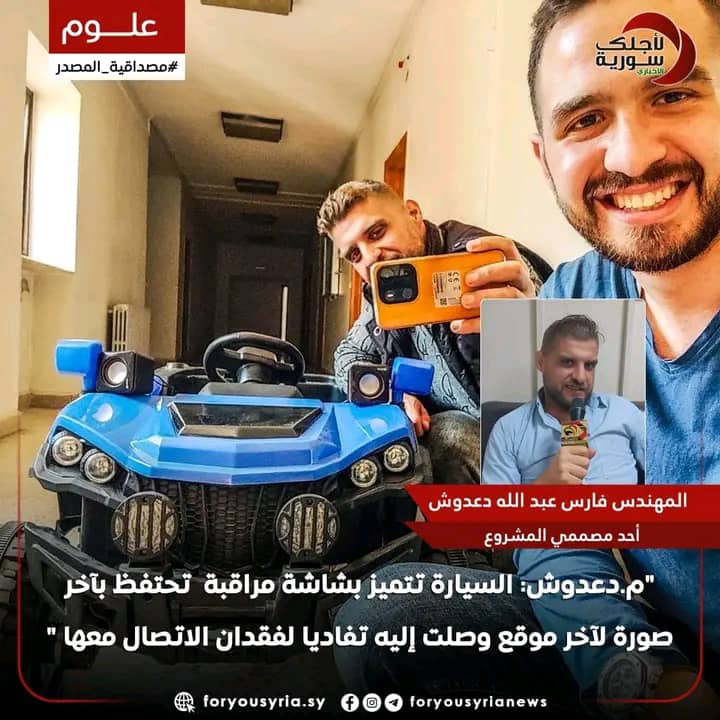 علوم
#مصداقية_المصدر
لأجلك
سورية
الإخباري
المهندس فارس عبد الله دعدوش
أحد مصممي المشروع
"م.دعدوش: السيارة تتميز بشاشة مراقبة تحتفظ بآخر
صورة لآخر موقع وصلت إليه تفاديا لفقدان الاتصال معها "
foryousyria.sy
foryousyrianews